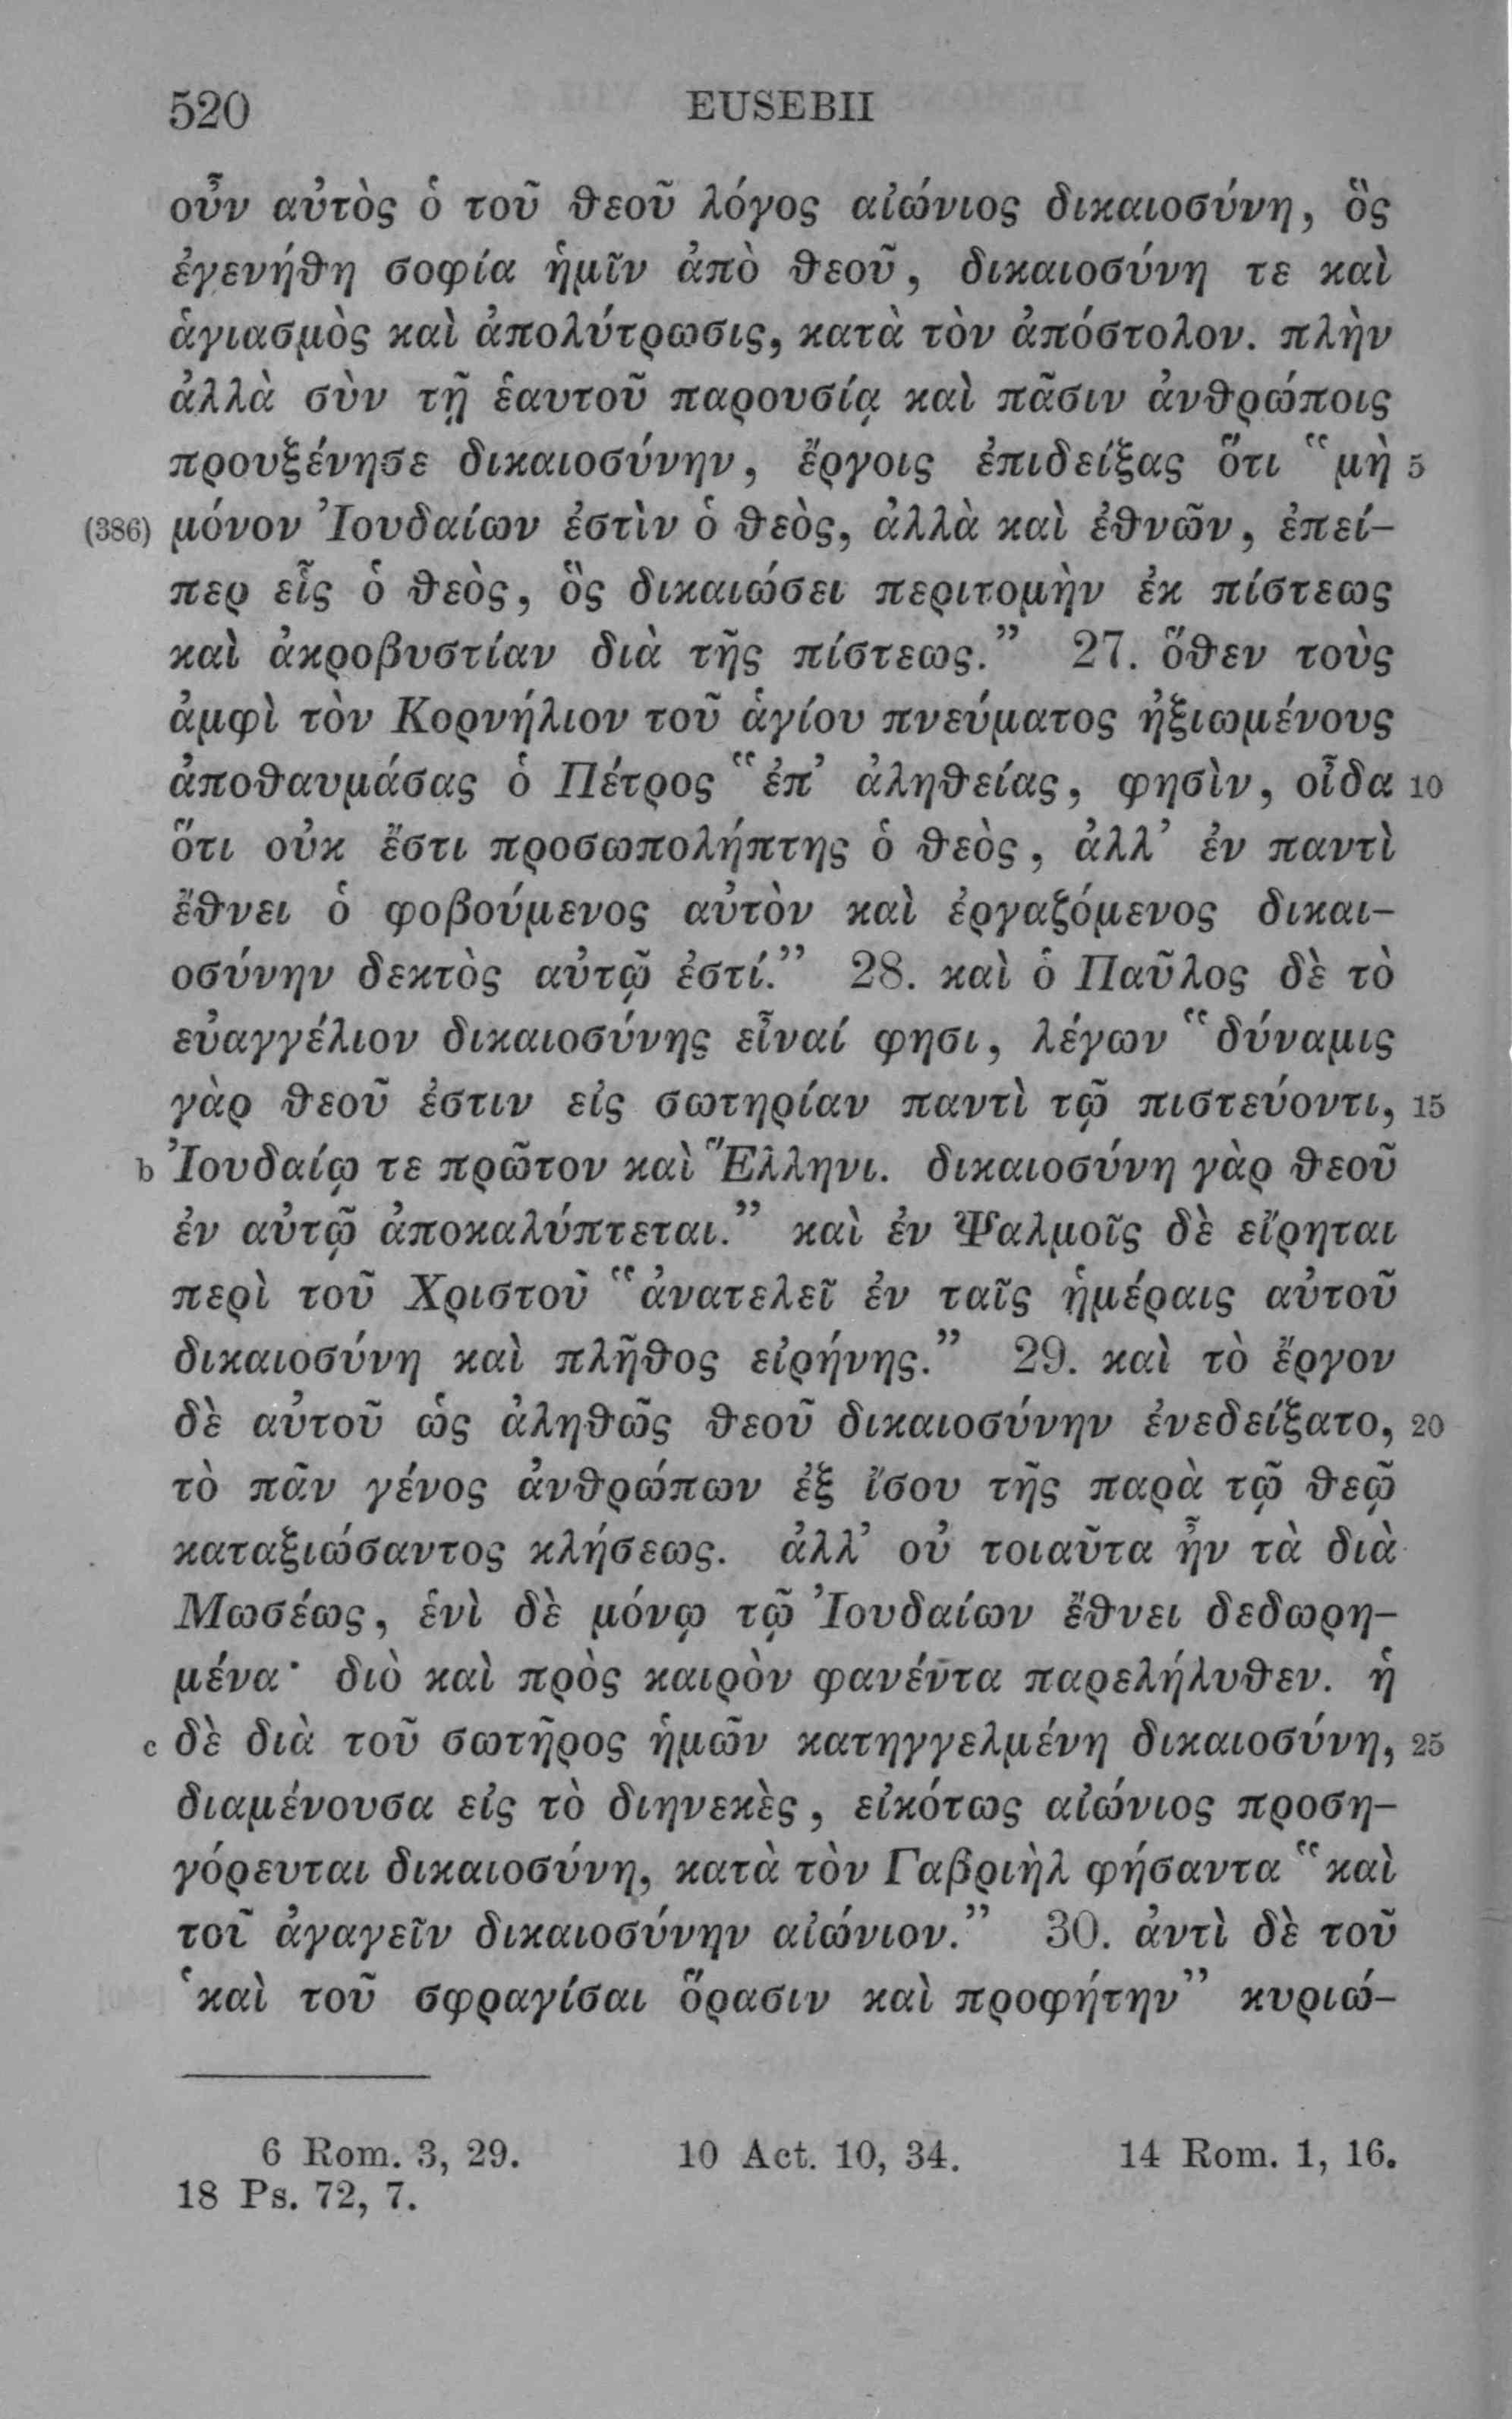 520 EUSEBII
οὖν αὐτὸς ὁ τοῦ ϑεοῦ λόγος αἰώνιος δικαιοσύνη, ὃς
ἐγενήϑη σοφία ἡμῖν ἀπὸ ϑεοῦ, δικαιοσύνη τε καὶ
ἁγιασμὸς καὶ ἀπολύτρωσις, κατὰ τὸν ἀπόστολον. πλὴν
ἀλλὰ σὺν τῇ ἑαυτοῦ παρουσίᾳ καὶ πᾶσιν ἀνϑρώποις
προυξένησε δικαιοσύνην, ἔργοις ἐπιδείξας ὅτι “μὴ 5
(386) μόνον Ἰουδαίων ἐστὶν ὁ ϑεὸς, ἀλλὰ καὶ ἐϑνῶν, ἐπεί-
περ εἷς ὁ ϑεὸς, ὃς δικαιώσει περιτομὴν ἐκ πίστεως
καὶ ἀκροβυστίαν διὰ τῆς πίστεως.” 27. ὅϑεν τοὺς
ἀμφὶ τὸν Κορνήλιον τοῦ ἁγίου πνεύματος ἠξιωμένους
ἀποϑαυμάσας ὁ Πέτρος “ἐπ’ ἀληϑείας, φησὶν, οἶδα 10
ὅτι οὐκ ἔστι προσωπολήπτης ὁ ϑεὸς, ἀλλ’ ἐν παντὶ
ἔϑνει ὁ φοβούμενος αὐτὸν καὶ ἐργαζόμενος δικαι-
οσύνην δεκτὸς αὐτῷ ἐστί.” 28. καὶ ὁ Παῦλος δὲ τὸ
εὐαγγέλιον δικαιοσύνης εἶναί φησι, λέγων “δύναμις
γὰρ ϑεοῦ ἐστιν εἰς σωτηρίαν παντὶ τῷ πιστεύοντι, 15
b Ἰουδαίῳ τε πρῶτον καὶ Ἕλληνι. δικαιοσύνη γὰρ ϑεοῦ
ἐν αὐτῷ ἀποκαλύπτεται.” καὶ ἐν Ψαλμοῖς δὲ εἴρηται
περὶ τοῦ Χριστοῦ “ἀνατελεῖ ἐν ταῖς ἡμέραις αὐτοῦ
δικαιοσύνη καὶ πλῆϑος εἰρήνης.” 29. καὶ τὸ ἔργον
δὲ αὐτοῦ ὡς ἀληϑῶς ϑεοῦ δικαιοσύνην ἐνεδείξατο, 20
τὸ πᾶν γένος ἀνϑρώπων ἐξ ἴσου τῆς παρὰ τῷ ϑεῷ
καταξιώσαντος κλήσεως. ἀλλ’ οὐ τοιαῦτα ἦν τὰ διὰ
Μωσέως, ἑνὶ δὲ μόνῳ τῷ Ἰουδαίων ἔϑνει δεδωρη-
μένα· διὸ καὶ πρὸς καιρὸν φανέντα παρελήλυϑεν. ἡ
c δὲ διὰ τοῦ σωτῆρος ἡμῶν κατηγγελμένη δικαιοσύνη, 25
διαμένουσα εἰς τὸ διηνεκὲς, εἰκότως αἰώνιος προση-
γόρευται δικαιοσύνη, κατὰ τὸν Γαβριὴλ φήσαντα “καὶ
τοῦ ἀγαγεῖν δικαιοσύνην αἰώνιον.” 30. ἀντὶ δὲ τοῦ
‘καὶ τοῦ σφραγίσαι ὅρασιν καὶ προφήτην” κυριώ-
6 Rom. 3, 29. 10 Act. 10, 34. 14 Rom. 1, 16.
18 Ps. 72, 7.